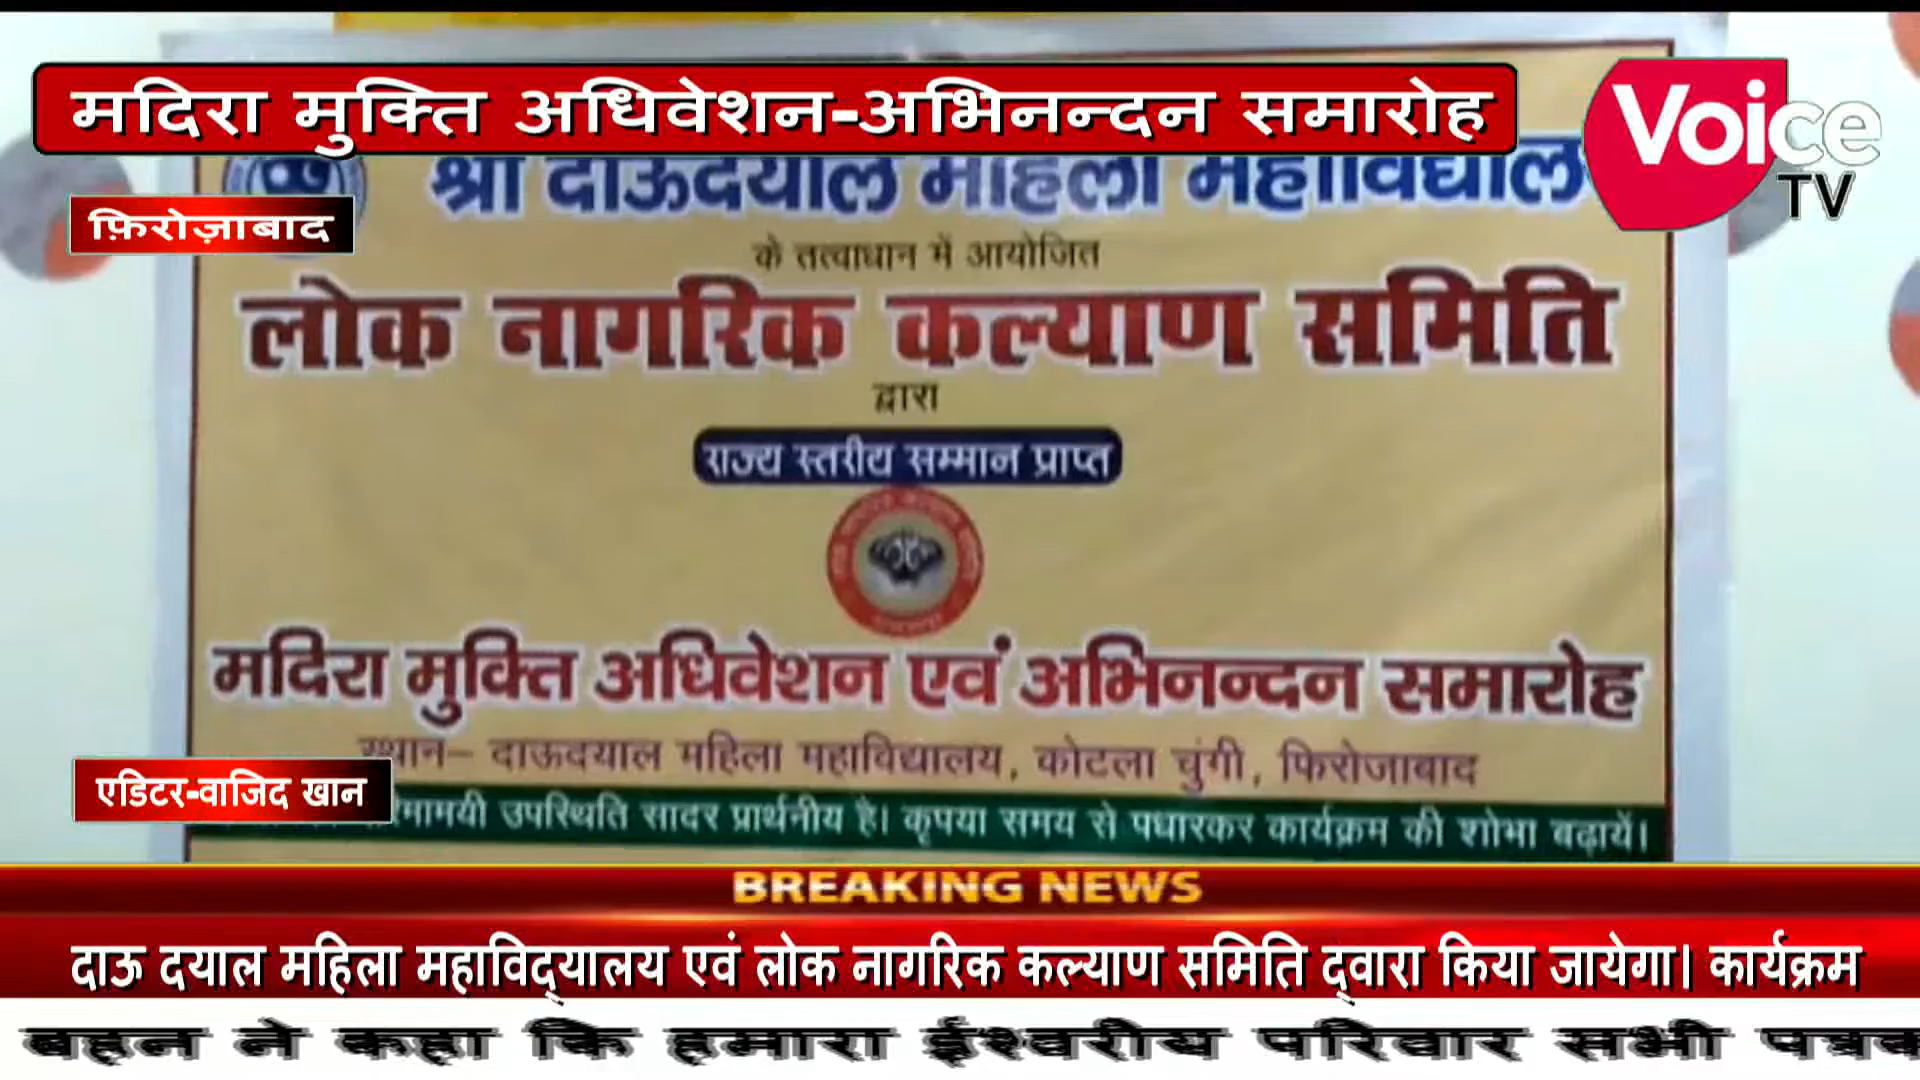 मदिरा मुक्ति अधिवेशन-अभिनन्दन समारोह
Voice
TV
फ़िरोज़ाबाद
श्री दाऊदयाल महिला
के तत्वाधान में आयोजित
लोक नागरिक कल्याण समिति
द्वारा
राज्य स्तरीय सम्मान प्राप्त
मदिरा मुक्ति अधिवेशन एवं अभिनन्दन समारोह
स्थान- दाऊदयाल महिला महाविद्यालय, कोटला चुंगी, फिरोजाबाद
एडिटर-वाजिद खान
उपस्थिति सादर प्रार्थनीय है। कृपया समय से पधारकर कार्यक्रम की शोभा बढ़ायें।
BREAKING NEWS
दाऊ दयाल महिला महाविद्यालय एवं लोक नागरिक कल्याण समिति द्वारा किया जायेगा। कार्यक्रम
बहन ने कहा कि हमारा ईश्वरीय परिवार सभी